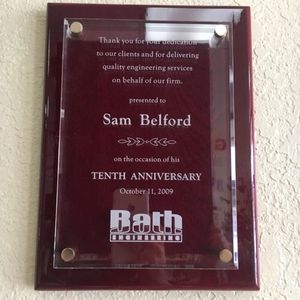 Thank you for your dedication
to our clients and for delivering
quality engineering services
on behalf of our firm.
presented to
Sam Belford
on the occasion of his
TENTH ANNIVERSARY
October 11, 2009
Bath
ENGINEERING